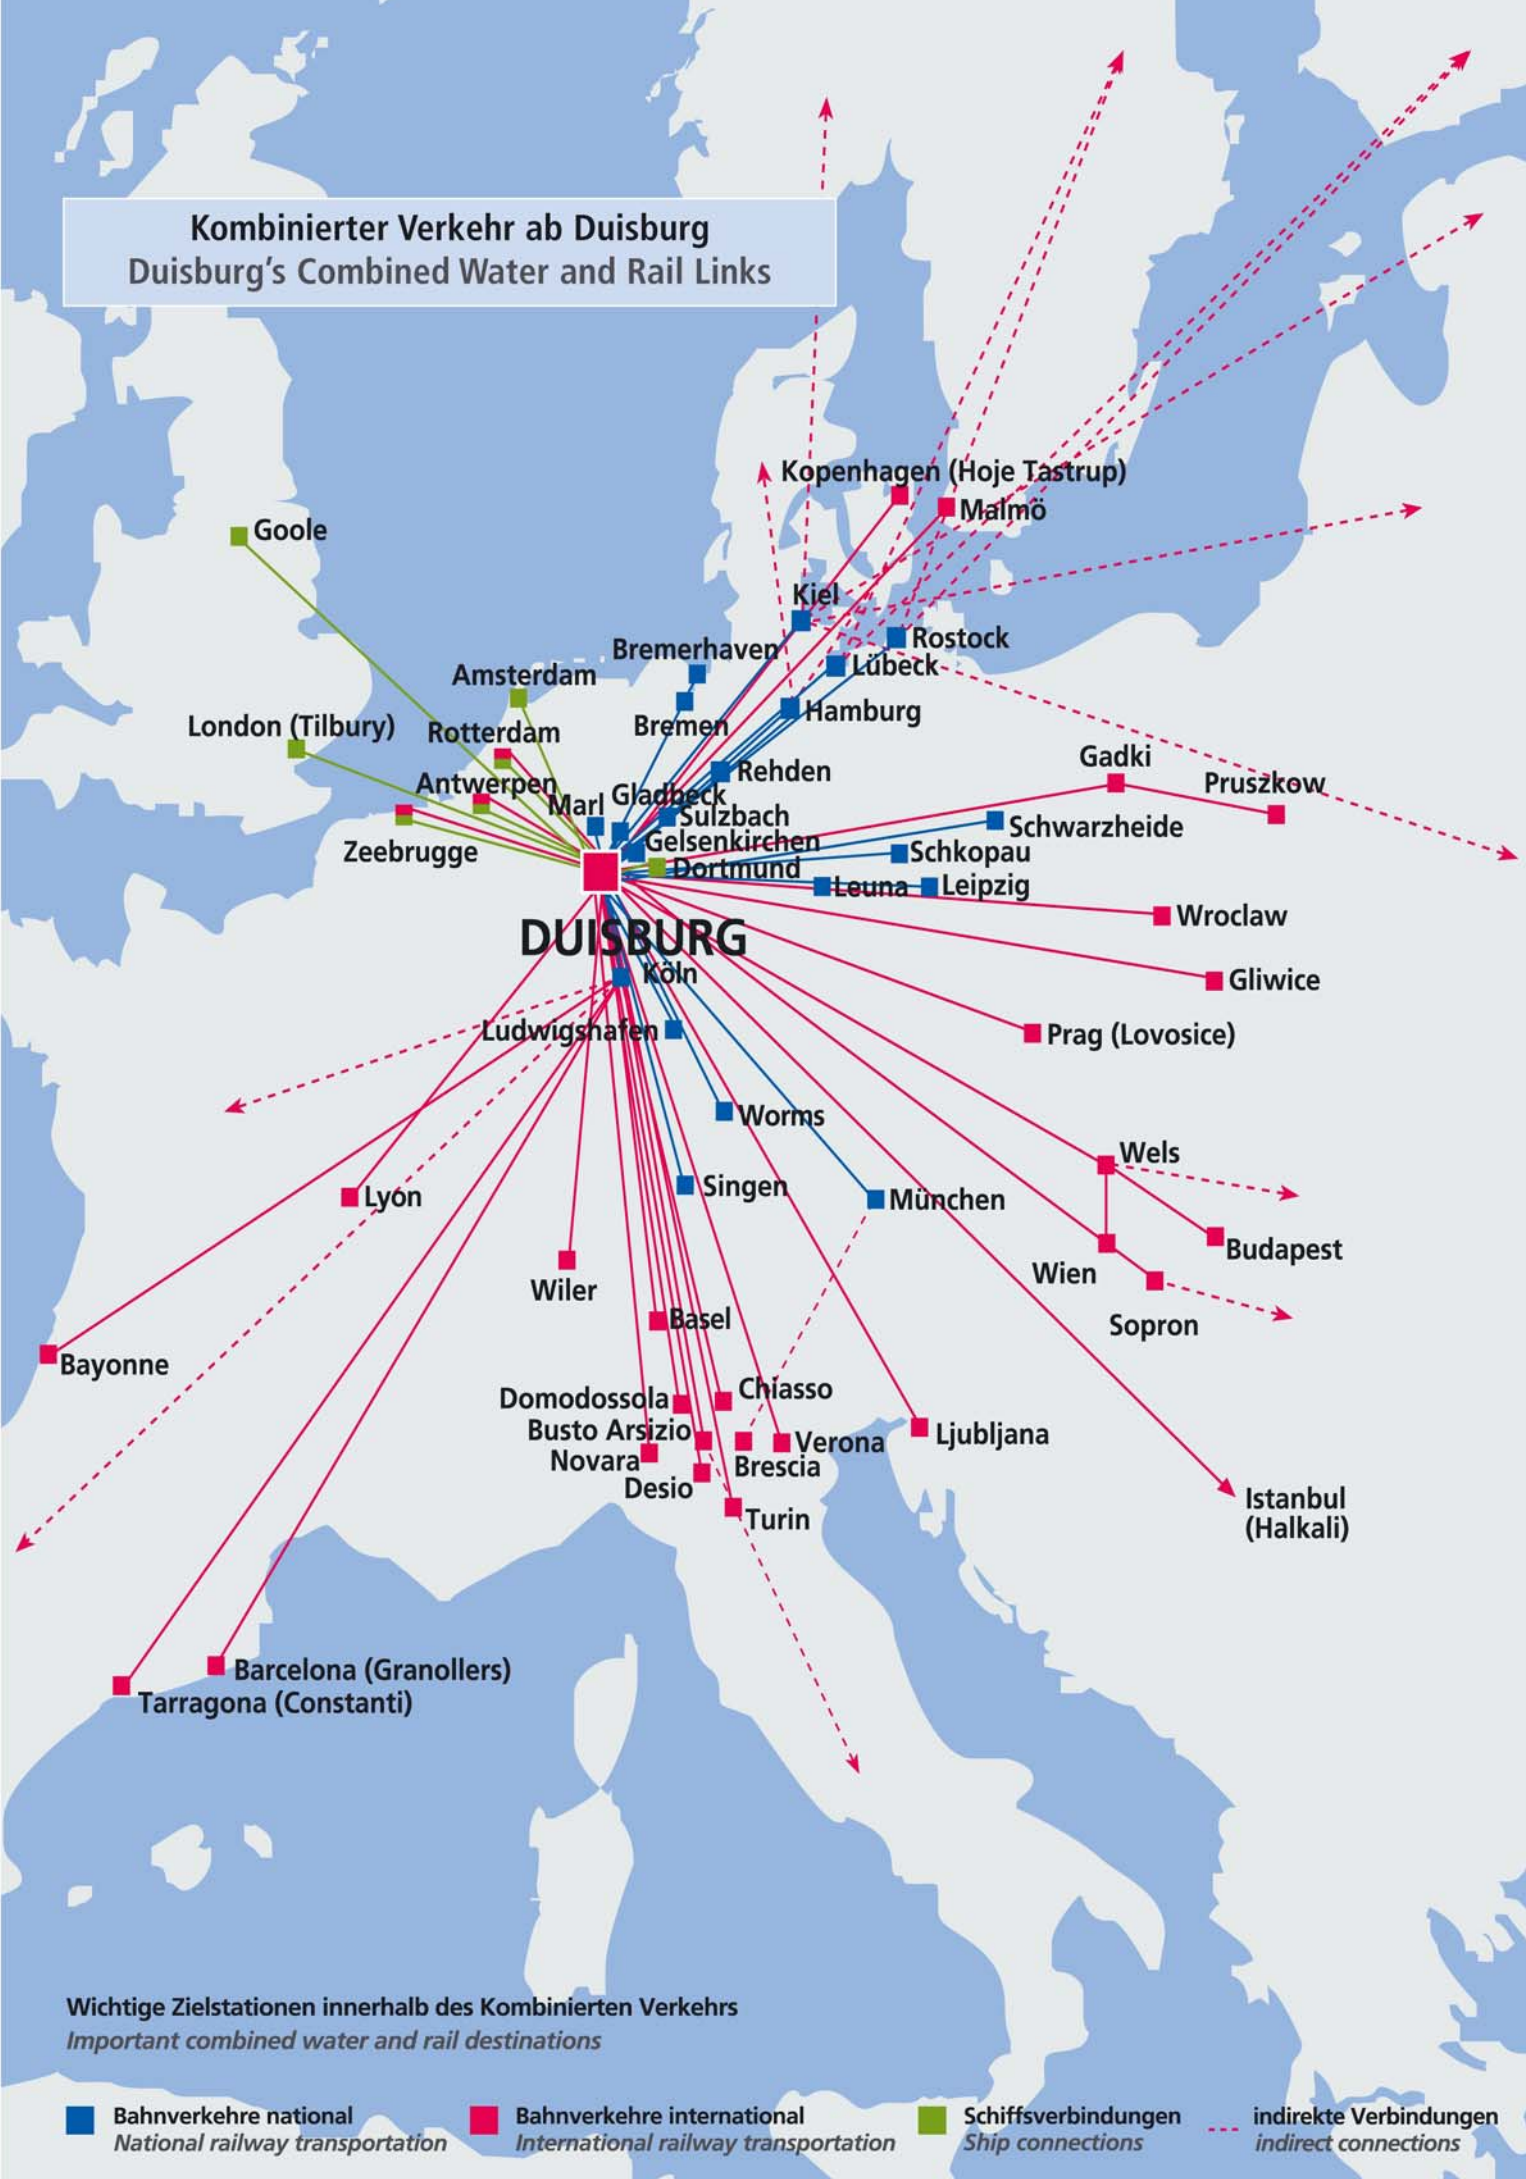 Kombinierter Verkehr ab Duisburg
Duisburg's Combined Water and Rail Links
Kopenhagen (Hoje Tastrup)
Malmö
Goole
Kiel
Rostock
Bremerhaven
Lübeck
Amsterdam
Hamburg
London (Tilbury)
Rotterdam
Bremen
Gadki
Rehden
Pruszkow
Antwerpen
Marl
Gladbeck
Sulzbach
Schwarzheide
Gelsenkirchen
Zeebrugge
Schkopau
Dortmund
Leuna
Leipzig
Wroclaw
DUISBURG
Köln
Gliwice
Ludwigshafen
Prag (Lovosice)
Worms
Wels
Singen
Lyon
München
Budapest
Wien
Wiler
Basel
Sopron
Bayonne
Domodossola
Chiasso
Busto Arsizio
Ljubljana
Verona
Novara
Brescia
Desio
Turin
Istanbul
(Halkali)
Barcelona (Granollers)
Tarragona (Constanti)
Wichtige Zielstationen innerhalb des Kombinierten Verkehrs
Important combined water and rail destinations
Bahnverkehre national
National railway transportation
Bahnverkehre international
International railway transportation
Schiffsverbindungen
Ship connections
indirekte Verbindungen
indirect connections